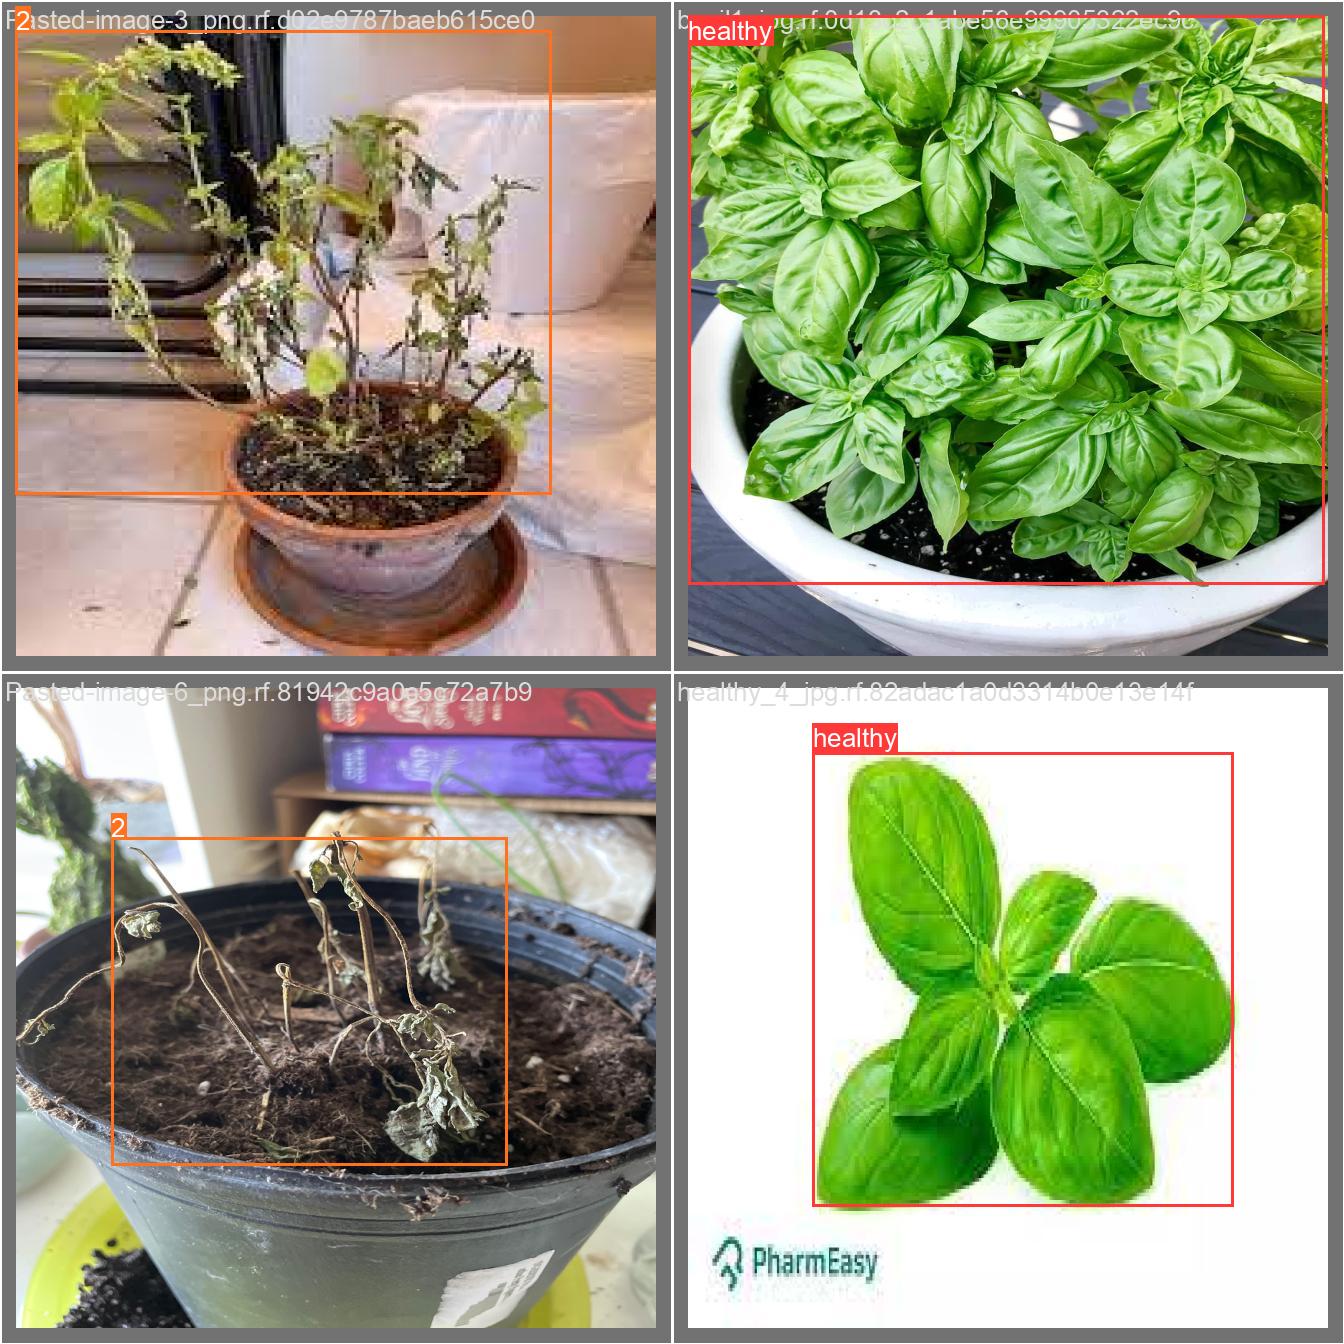 Pasted-image-3_png.rf.d02e9787baeb615ce0
2
healthy
Pasted-image-6_png.rf.81942c9a0e5c72a7b9
2
healthy_4_jpg.rf.82adac1a0d3314b0e13e14f
healthy
PharmEasy